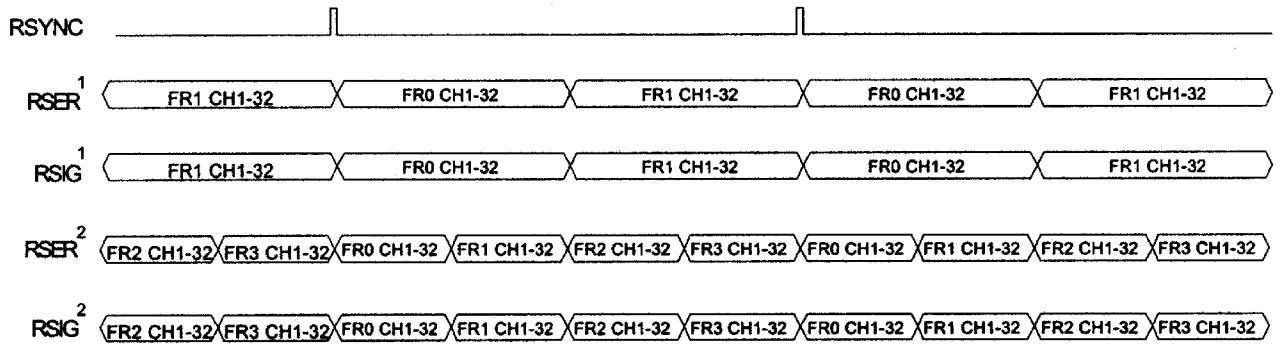 RSYNC
RSER1 FR1 CH1-32 FR0 CH1-32 FR1 CH1-32 FR0 CH1-32 FR1 CH1-32
RSIG1 FR1 CH1-32 FR0 CH1-32 FR1 CH1-32 FR0 CH1-32 FR1 CH1-32
RSER2 FR2 CH1-32 FR3 CH1-32 FR0 CH1-32 FR1 CH1-32 FR2 CH1-32 FR3 CH1-32 FR0 CH1-32 FR1 CH1-32 FR2 CH1-32 FR3 CH1-32
RSIG2 FR2 CH1-32 FR3 CH1-32 FR0 CH1-32 FR1 CH1-32 FR2 CH1-32 FR3 CH1-32 FR0 CH1-32 FR1 CH1-32 FR2 CH1-32 FR3 CH1-32